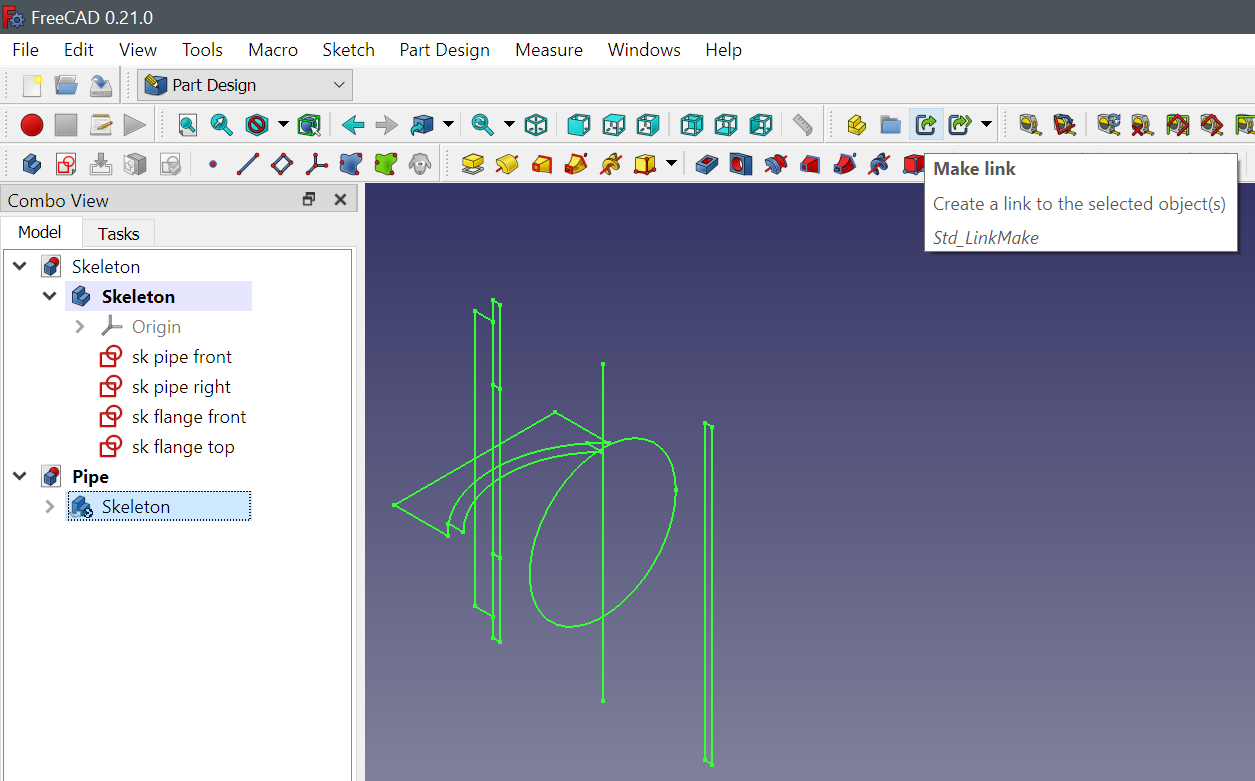 FreeCAD 0.21.0
File Edit View Tools Macro Sketch Part Design Measure Windows Help
Part Design
Make link
Create a link to the selected object(s)
Std_LinkMake
Combo View
Model Tasks
Skeleton
Skeleton
Origin
sk pipe front
sk pipe right
sk flange front
sk flange top
Pipe
Skeleton